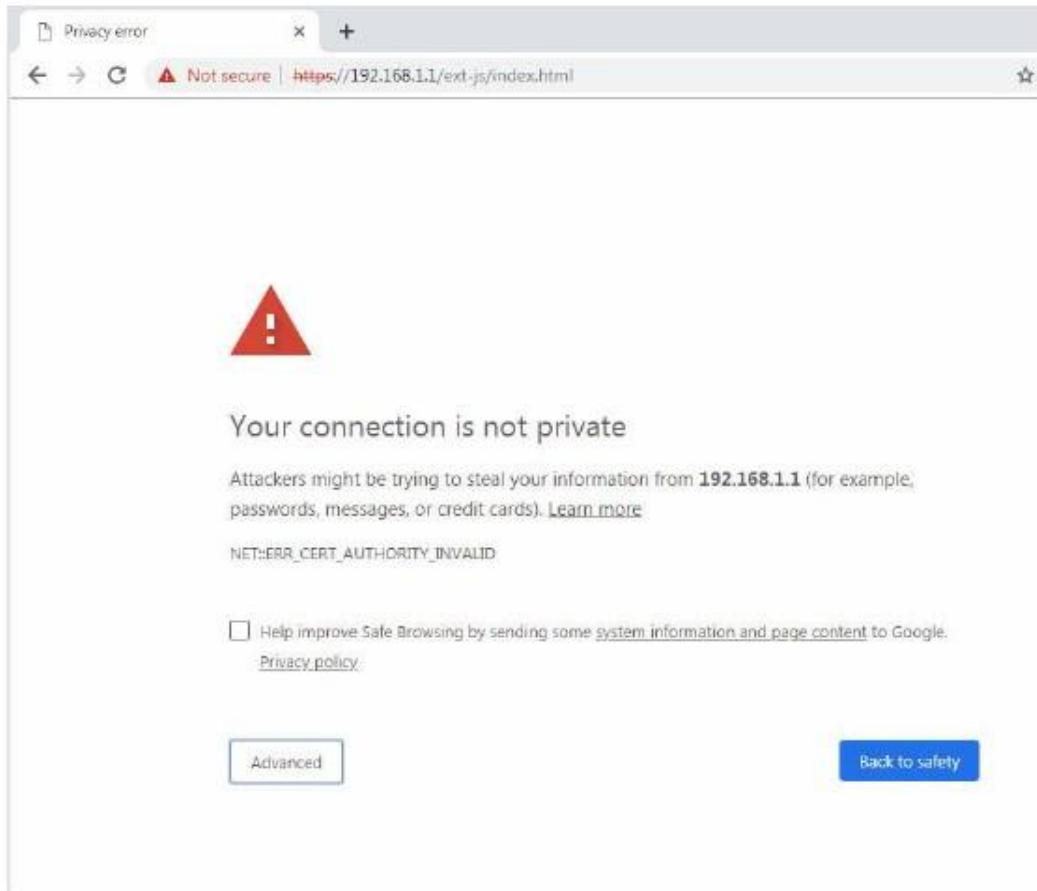 Privacy error
Not secure | https://192.168.1.1/ext-js/index.html
Your connection is not private
Attackers might be trying to steal your information from 192.168.1.1 (for example,
passwords, messages, or credit cards). Learn more
NET::ERR_CERT_AUTHORITY_INVALID
Help improve Safe Browsing by sending some system information and page content to Google.
Privacy policy
Advanced
Back to safety